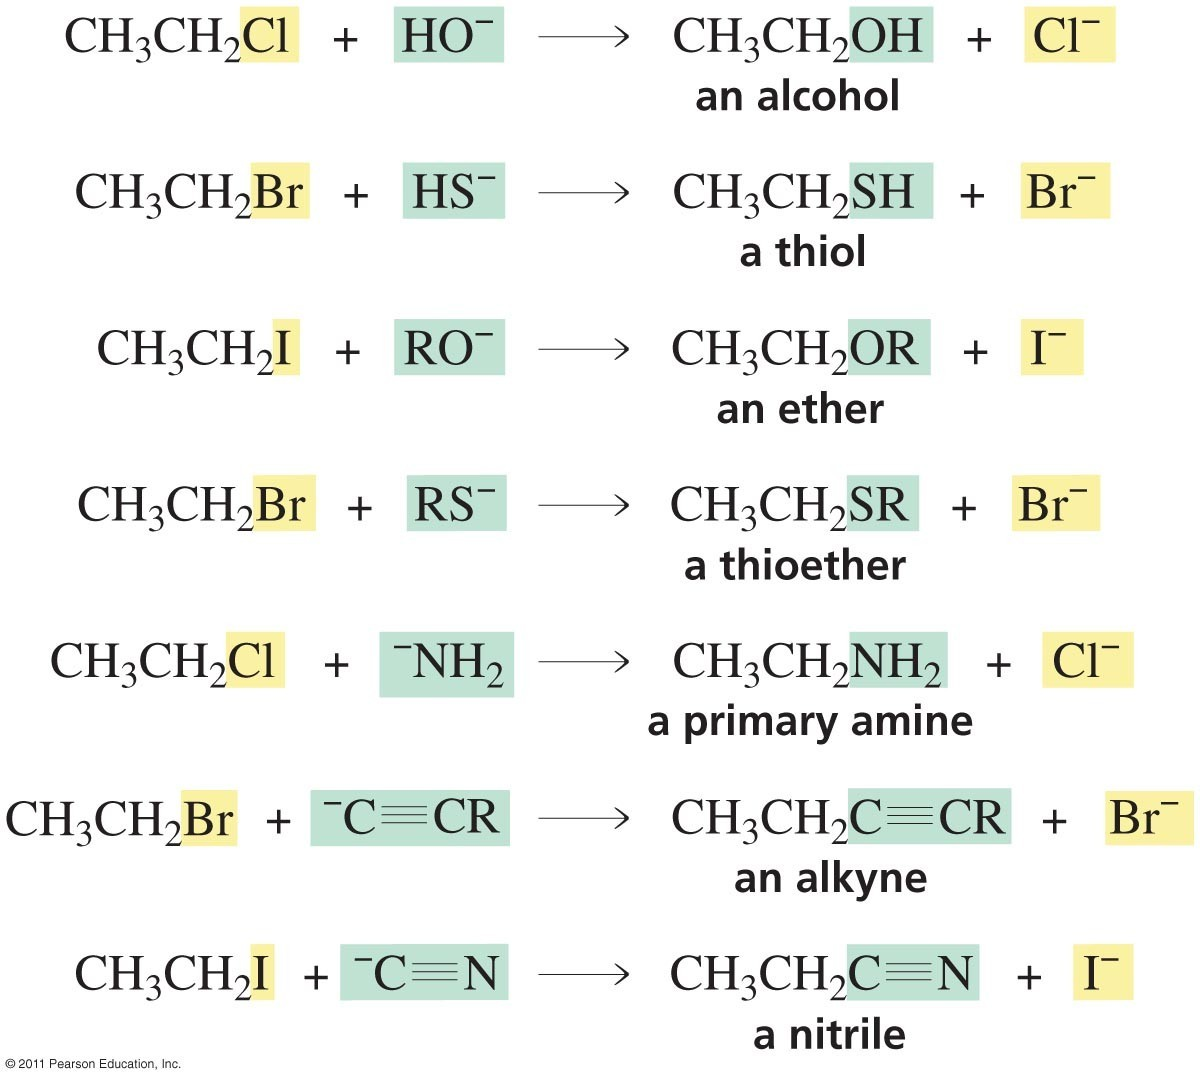 CH₃CH₂Cl + HO⁻ ⟶ CH₃CH₂OH + Cl⁻
an alcohol
CH₃CH₂Br + HS⁻ ⟶ CH₃CH₂SH + Br⁻
a thiol
CH₃CH₂I + RO⁻ ⟶ CH₃CH₂OR + I⁻
an ether
CH₃CH₂Br + RS⁻ ⟶ CH₃CH₂SR + Br⁻
a thioether
CH₃CH₂Cl + ⁻NH₂ ⟶ CH₃CH₂NH₂ + Cl⁻
a primary amine
CH₃CH₂Br + ⁻C≡CR ⟶ CH₃CH₂C≡CR + Br⁻
an alkyne
CH₃CH₂I + ⁻C≡N ⟶ CH₃CH₂C≡N + I⁻
a nitrile
© 2011 Pearson Education, Inc.